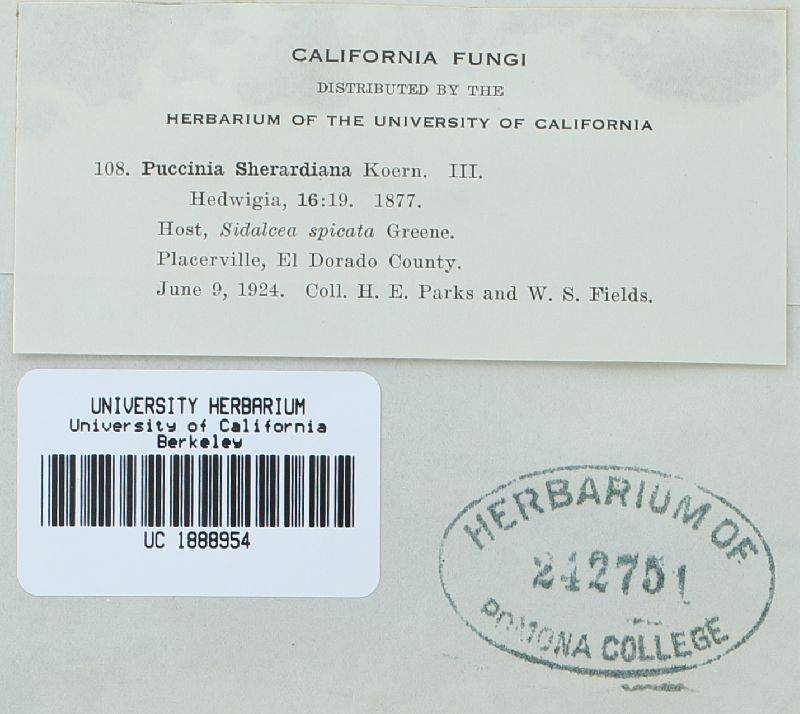 CALIFORNIA FUNGI
DISTRIBUTED BY THE
HERBARIUM OF THE UNIVERSITY OF CALIFORNIA
108. Puccinia Sherardiana Koern. III.
Hedwigia, 16:19. 1877.
Host, Sidalcea spicata Greene.
Placerville, El Dorado County.
June 9, 1924. Coll. H. E. Parks and W. S. Fields.
UNIVERSITY HERBARIUM
University of California
Berkeley
UC 1888954
HERBARIUM OF
242751
POMONA COLLEGE